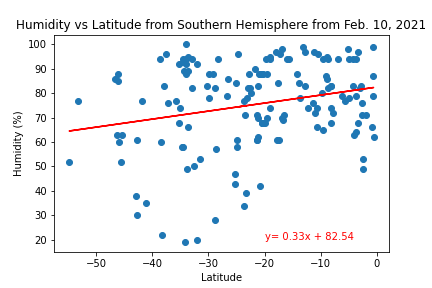 Humidity vs Latitude from Southern Hemisphere from Feb. 10, 2021
100
90
80
70
60
50
40
30
20
Humidity (%)
y= 0.33x + 82.54
−50 −40 −30 −20 −10 0
Latitude